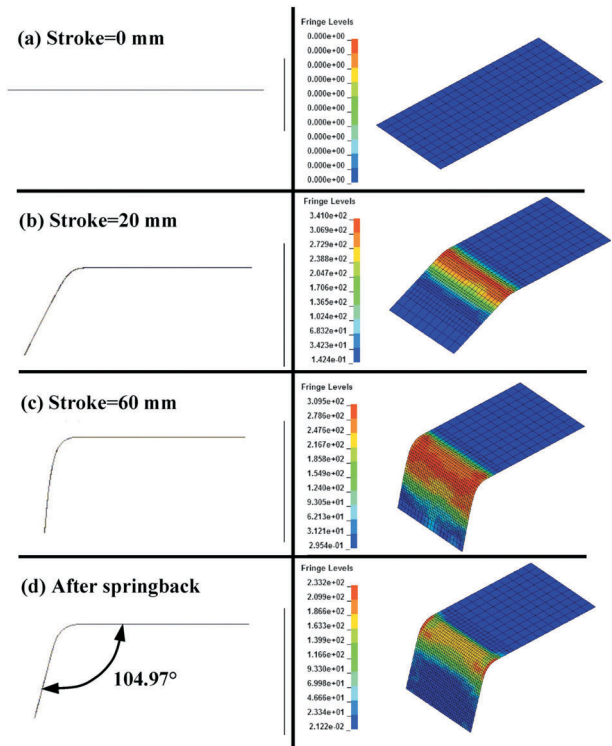 (a) Stroke=0 mm
Fringe Levels
0.000e+00
0.000e+00
0.000e+00
0.000e+00
0.000e+00
0.000e+00
0.000e+00
0.000e+00
0.000e+00
0.000e+00
0.000e+00
(b) Stroke=20 mm
Fringe Levels
3.410e+02
3.069e+02
2.729e+02
2.388e+02
2.047e+02
1.706e+02
1.365e+02
1.024e+02
6.832e+01
3.423e+01
1.424e-01
(c) Stroke=60 mm
Fringe Levels
3.095e+02
2.786e+02
2.476e+02
2.167e+02
1.858e+02
1.549e+02
1.240e+02
9.305e+01
6.213e+01
3.121e+01
2.954e-01
(d) After springback
Fringe Levels
2.332e+02
2.099e+02
1.866e+02
1.633e+02
1.399e+02
1.166e+02
9.330e+01
6.998e+01
4.666e+01
2.334e+01
2.122e-02
104.97°